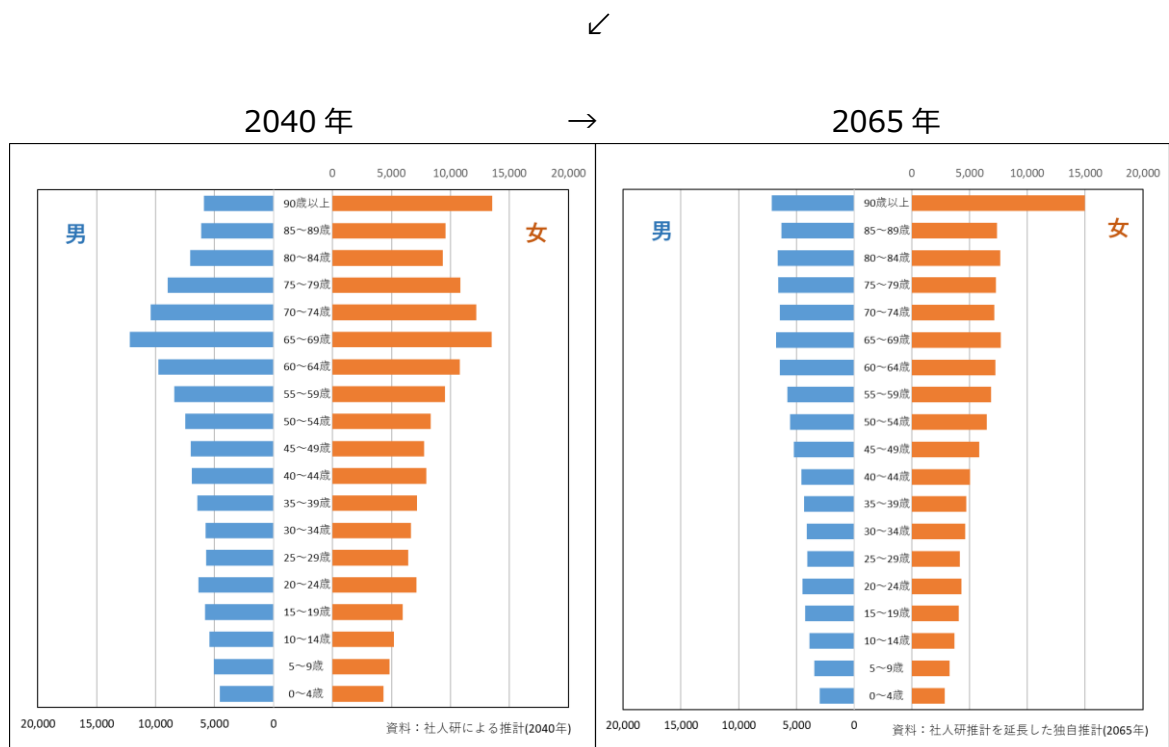 ↙
2040 年 → 2065 年
0 5,000 10,000 15,000 20,000
男
女
90歳以上
85～89歳
80～84歳
75～79歳
70～74歳
65～69歳
60～64歳
55～59歳
50～54歳
45～49歳
40～44歳
35～39歳
30～34歳
25～29歳
20～24歳
15～19歳
10～14歳
5～9歳
0～4歳
20,000 15,000 10,000 5,000 0
資料：社人研による推計(2040年)
0 5,000 10,000 15,000 20,000
男
女
90歳以上
85～89歳
80～84歳
75～79歳
70～74歳
65～69歳
60～64歳
55～59歳
50～54歳
45～49歳
40～44歳
35～39歳
30～34歳
25～29歳
20～24歳
15～19歳
10～14歳
5～9歳
0～4歳
20,000 15,000 10,000 5,000 0
資料：社人研推計を延長した独自推計(2065年)